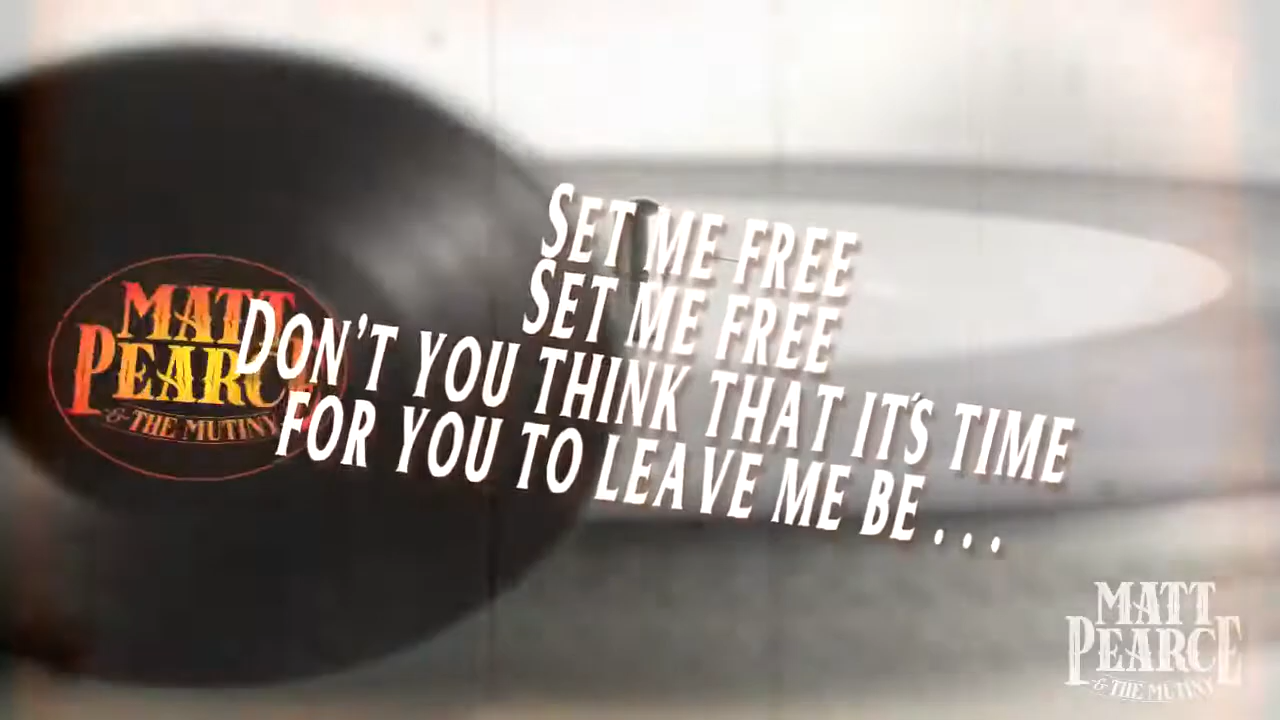 SET ME FREE
SET ME FREE
DON'T YOU THINK THAT IT'S TIME
FOR YOU TO LEAVE ME BE . . .
MATT
PEARCE
& THE MUTINY
MATT
PEARCE
& THE MUTINY